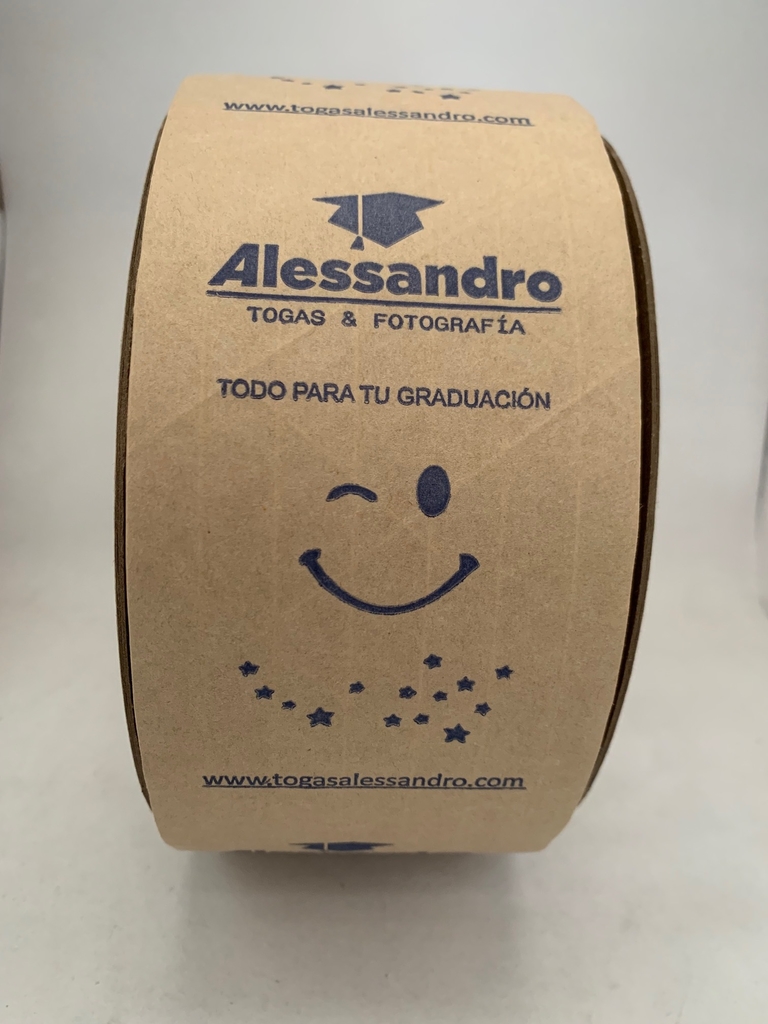 www.togasalessandro.com
Alessandro
TOGAS & FOTOGRAFÍA
TODO PARA TU GRADUACIÓN
www.togasalessandro.com